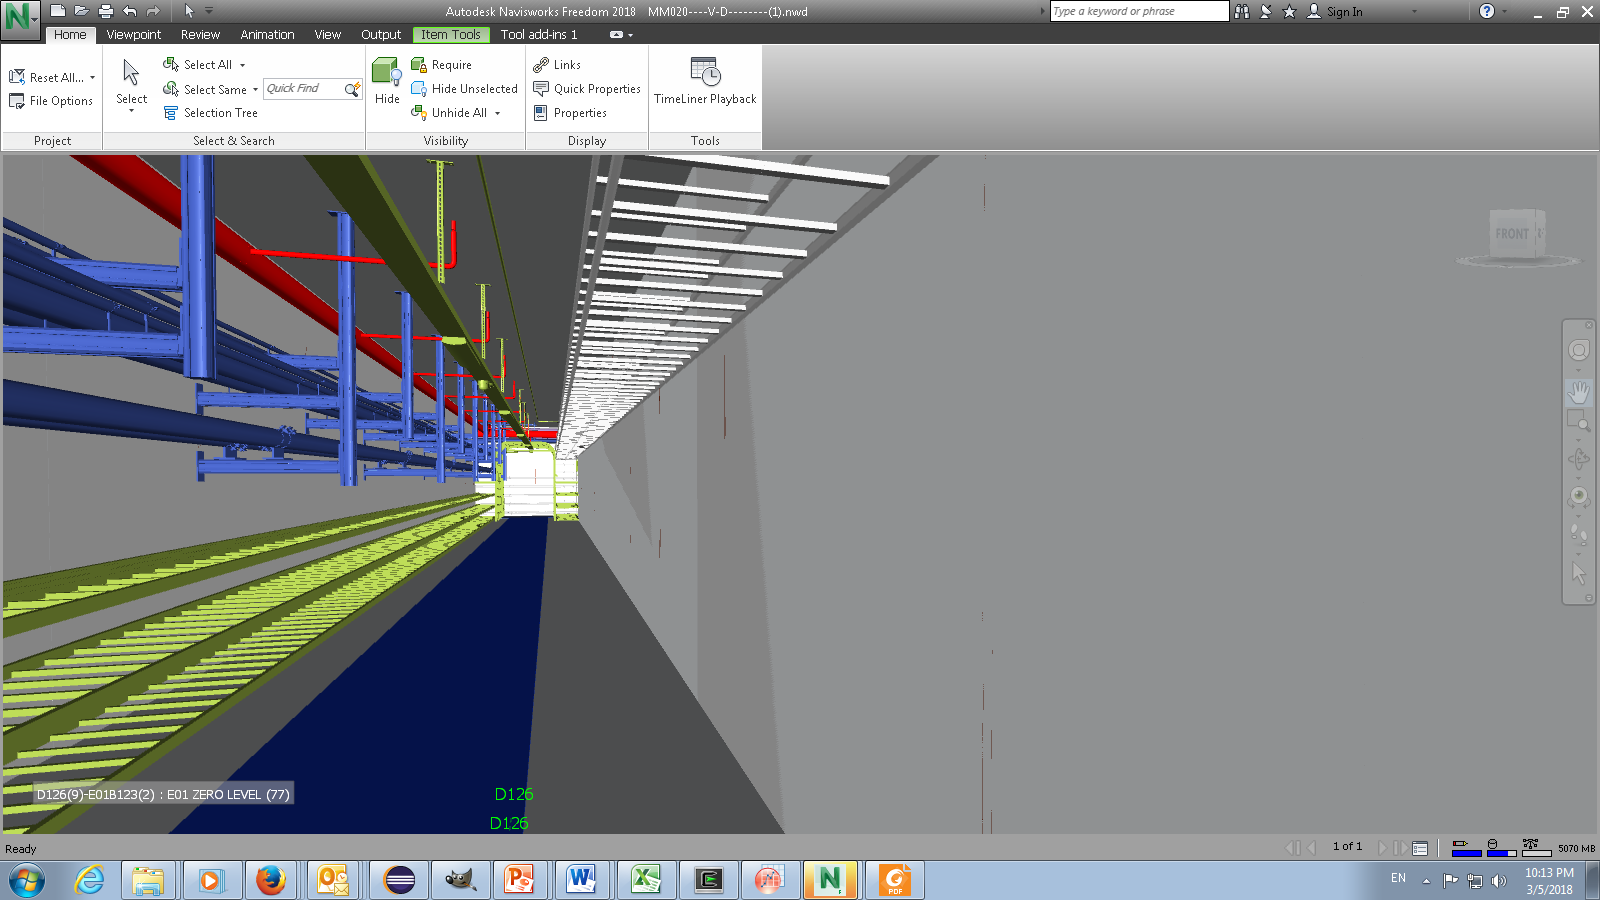 Autodesk Navisworks Freedom 2018 MM020----V-D--------(1).nwd
Type a keyword or phrase
Sign In
Home Viewpoint Review Animation View Output Item Tools Tool add-ins 1
Reset All...
File Options
Project
Select
Select All
Select Same
Quick Find
Selection Tree
Select & Search
Hide
Require
Hide Unselected
Unhide All
Visibility
Links
Quick Properties
Properties
Display
TimeLiner Playback
Tools
FRONT
D126(9)-E01B123(2) : E01 ZERO LEVEL (77)
D126
D126
Ready
1 of 1
5070 MB
EN
10:13 PM
3/5/2018